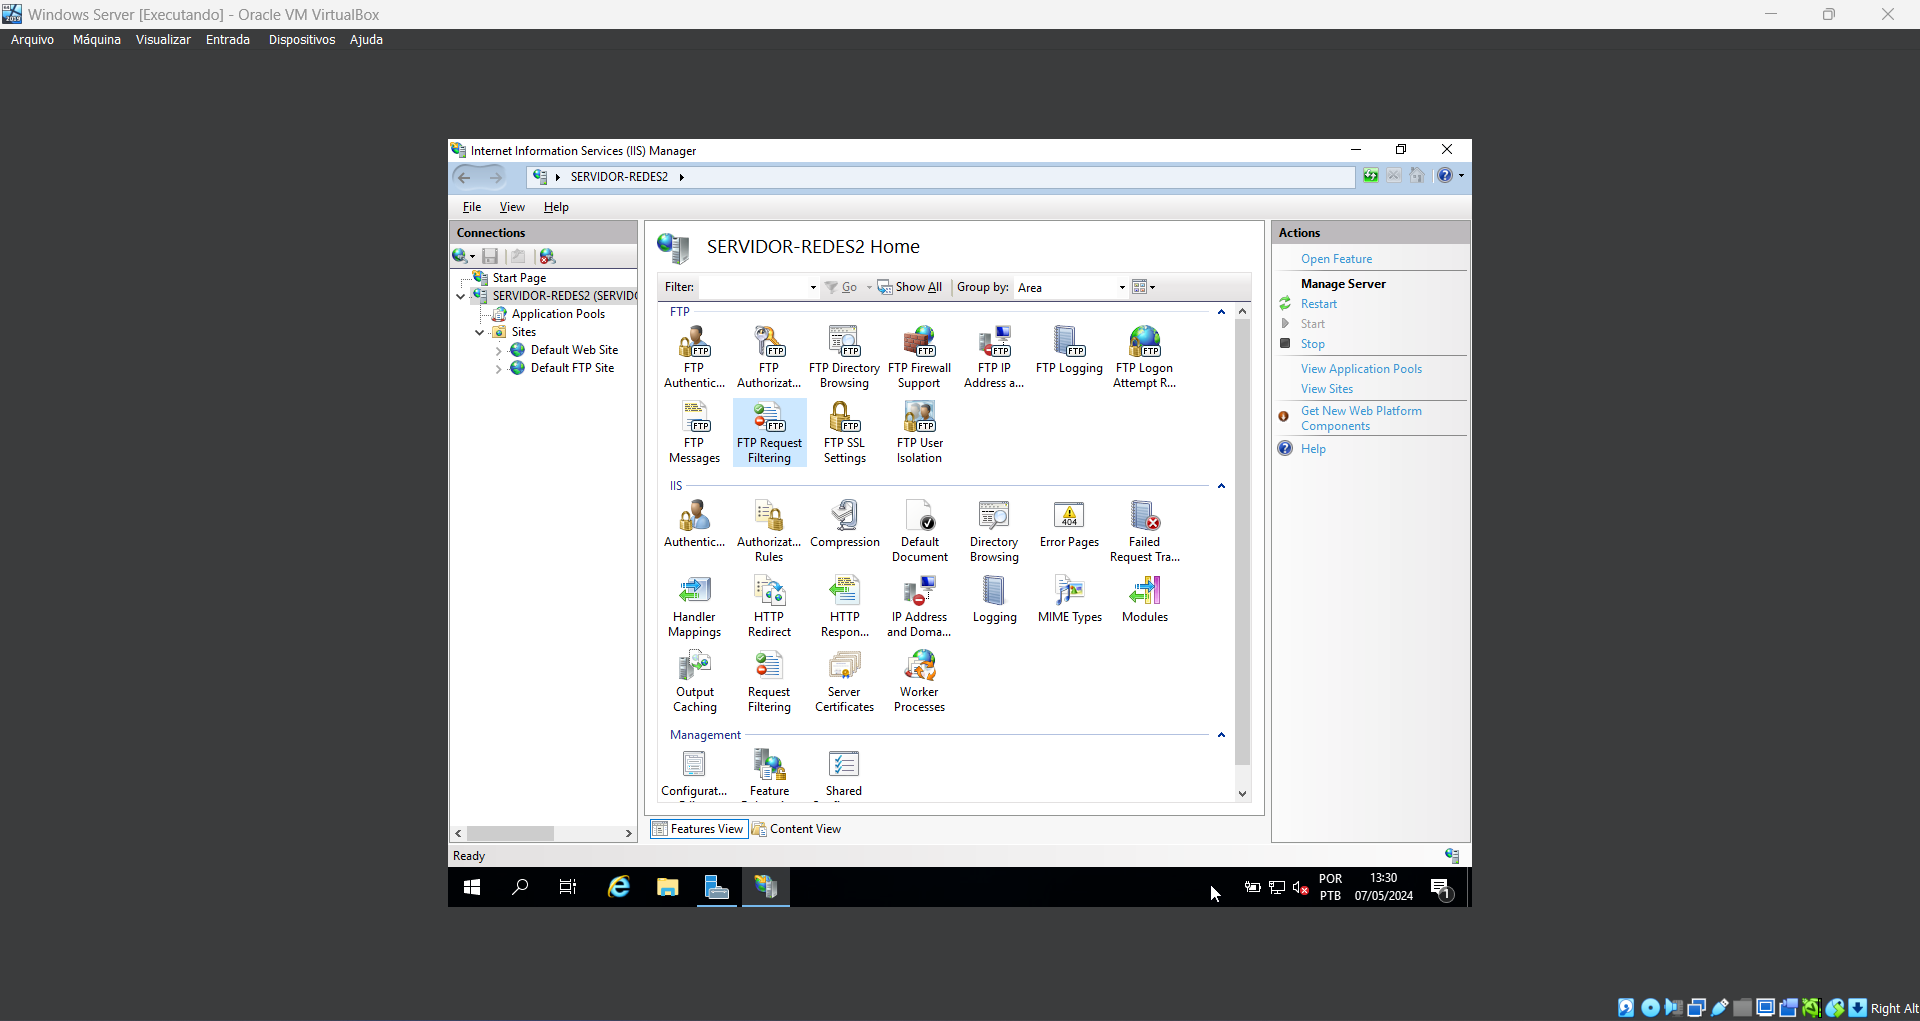 Windows Server [Executando] - Oracle VM VirtualBox
Arquivo Máquina Visualizar Entrada Dispositivos Ajuda
Internet Information Services (IIS) Manager
SERVIDOR-REDES2
File View Help
Connections
Start Page
SERVIDOR-REDES2 (SERVIDO
Application Pools
Sites
Default Web Site
Default FTP Site
SERVIDOR-REDES2 Home
Filter: Go Show All Group by: Area
FTP
FTP Authentic...
FTP Authorizat...
FTP Directory Browsing
FTP Firewall Support
FTP IP Address a...
FTP Logging
FTP Logon Attempt R...
FTP Messages
FTP Request Filtering
FTP SSL Settings
FTP User Isolation
IIS
Authentic...
Authorizat... Rules
Compression
Default Document
Directory Browsing
404
Error Pages
Failed Request Tra...
Handler Mappings
HTTP Redirect
HTTP Respon...
IP Address and Doma...
Logging
MIME Types
Modules
Output Caching
Request Filtering
Server Certificates
Worker Processes
Management
Configurat...
Feature
Shared
Features View Content View
Actions
Open Feature
Manage Server
Restart
Start
Stop
View Application Pools
View Sites
Get New Web Platform
Components
Help
Ready
POR
PTB
13:30
07/05/2024
1
Right Alt